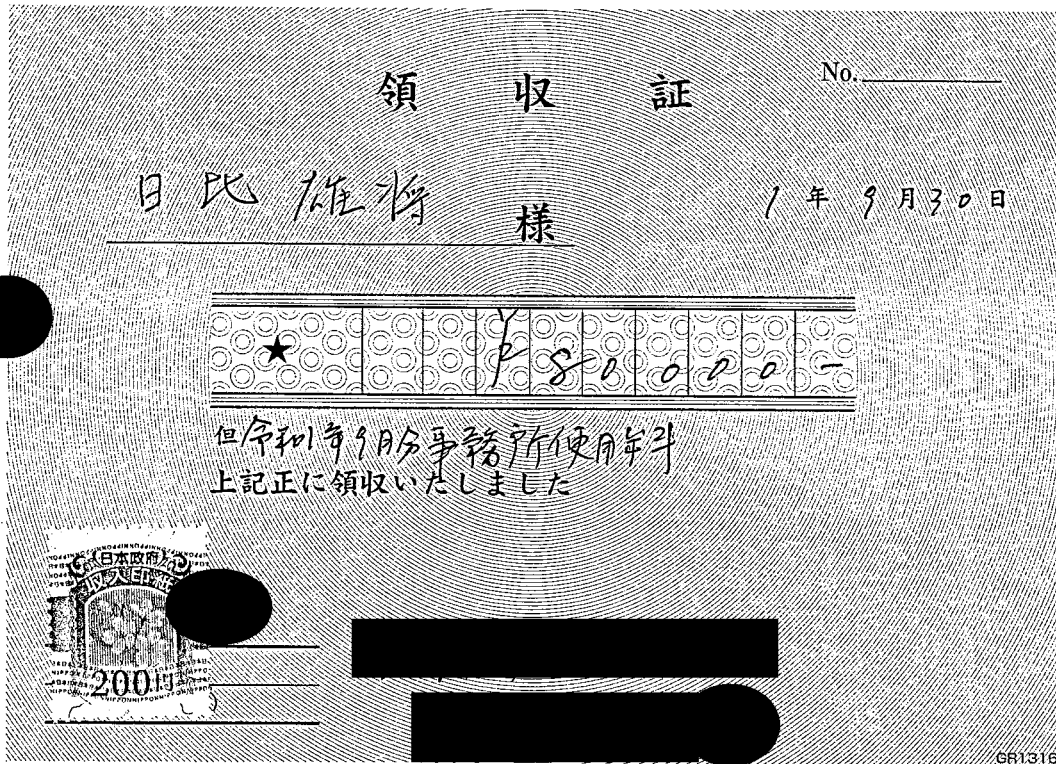 領収証
No.
日比雄将 様
1年9月30日
★ ¥80000-
但 令和1年9月分事務所使用料
上記正に領収いたしました
日本政府
収入印紙
200円
GR1316